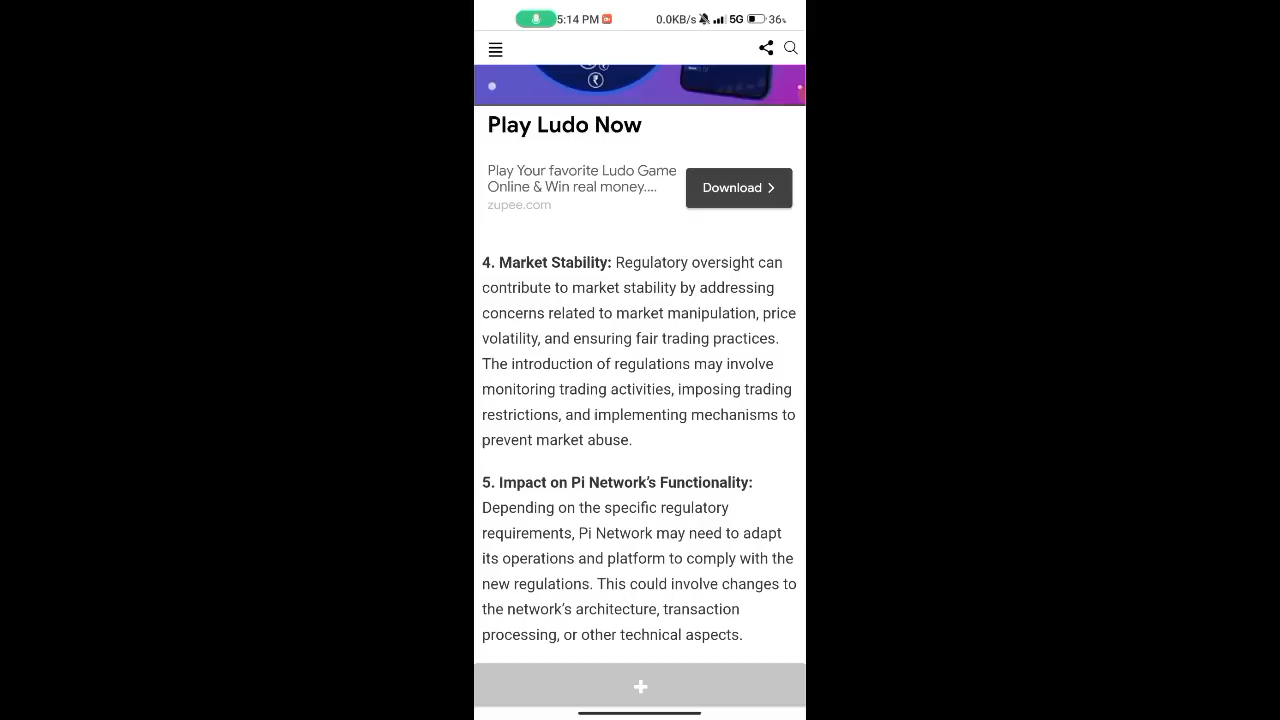 5:14 PM 0.0KB/s 5G 36%
Play Ludo Now
Play Your favorite Ludo Game
Online & Win real money....
Download
zupee.com
4. Market Stability: Regulatory oversight can
contribute to market stability by addressing
concerns related to market manipulation, price
volatility, and ensuring fair trading practices.
The introduction of regulations may involve
monitoring trading activities, imposing trading
restrictions, and implementing mechanisms to
prevent market abuse.
5. Impact on Pi Network’s Functionality:
Depending on the specific regulatory
requirements, Pi Network may need to adapt
its operations and platform to comply with the
new regulations. This could involve changes to
the network’s architecture, transaction
processing, or other technical aspects.